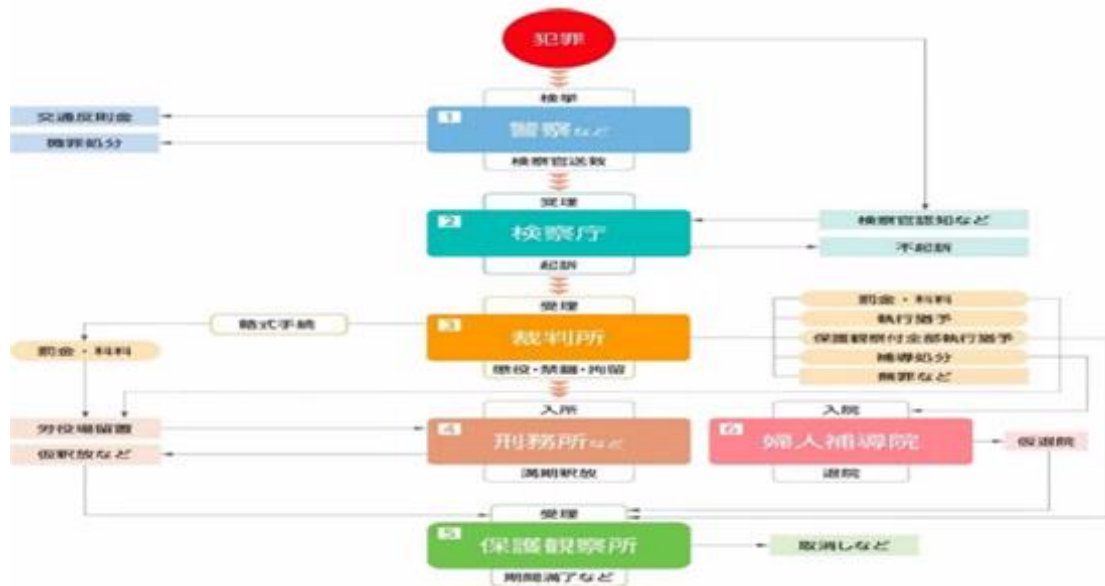 犯罪
検挙
交通反則金
1
警察など
微罪処分
検察官送致
受理
2
検察庁
検察官認知など
不起訴
起訴
受理
罰金・科料
略式手続
3
裁判所
執行猶予
保護観察付全部執行猶予
罰金・科料
補導処分
懲役・禁錮・拘留
無罪など
入所
入院
労役場留置
4
刑務所など
6
婦人補導院
仮退院
仮釈放など
満期釈放
退院
受理
5
保護観察所
取消しなど
期間満了など